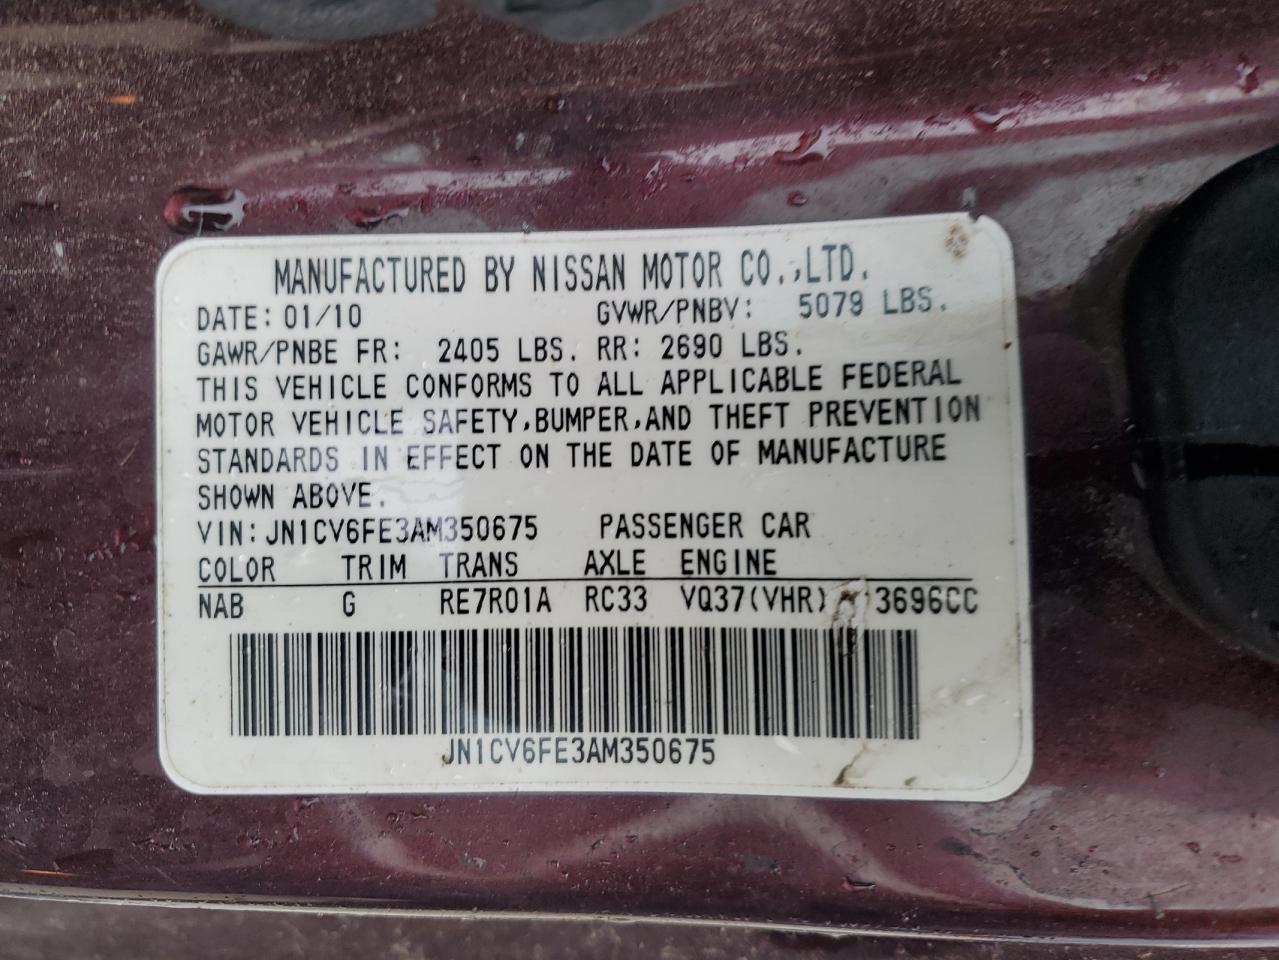 MANUFACTURED BY NISSAN MOTOR CO.,LTD.
DATE: 01/10 GVWR/PNBV: 5079 LBS.
GAWR/PNBE FR: 2405 LBS. RR: 2690 LBS.
THIS VEHICLE CONFORMS TO ALL APPLICABLE FEDERAL
MOTOR VEHICLE SAFETY,BUMPER,AND THEFT PREVENTION
STANDARDS IN EFFECT ON THE DATE OF MANUFACTURE
SHOWN ABOVE.
VIN:JN1CV6FE3AM350675 PASSENGER CAR
COLOR TRIM TRANS AXLE ENGINE
NAB G RE7R01A RC33 VQ37(VHR) 3696CC
JN1CV6FE3AM350675